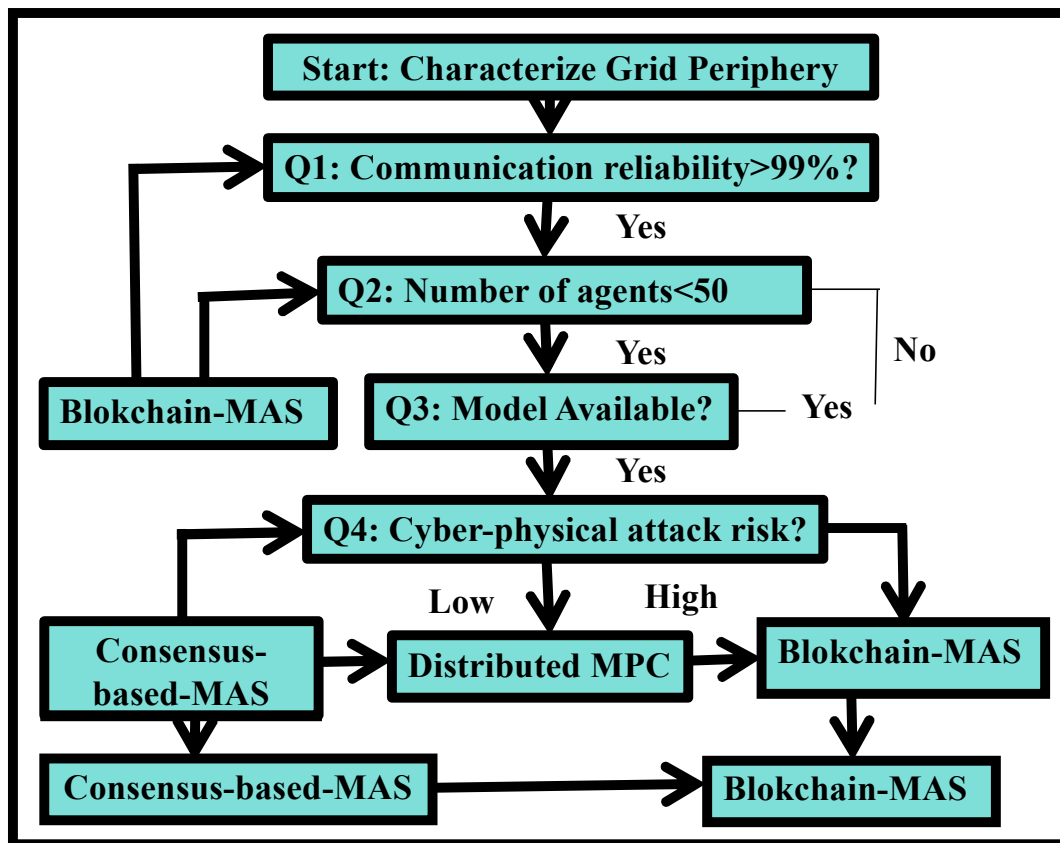 Start: Characterize Grid Periphery
Q1: Communication reliability>99%?
Yes
Q2: Number of agents<50
Yes
No
Blokchain-MAS
Q3: Model Available?
Yes
Yes
Q4: Cyber-physical attack risk?
Low
High
Consensus-
based-MAS
Distributed MPC
Blokchain-MAS
Consensus-based-MAS
Blokchain-MAS